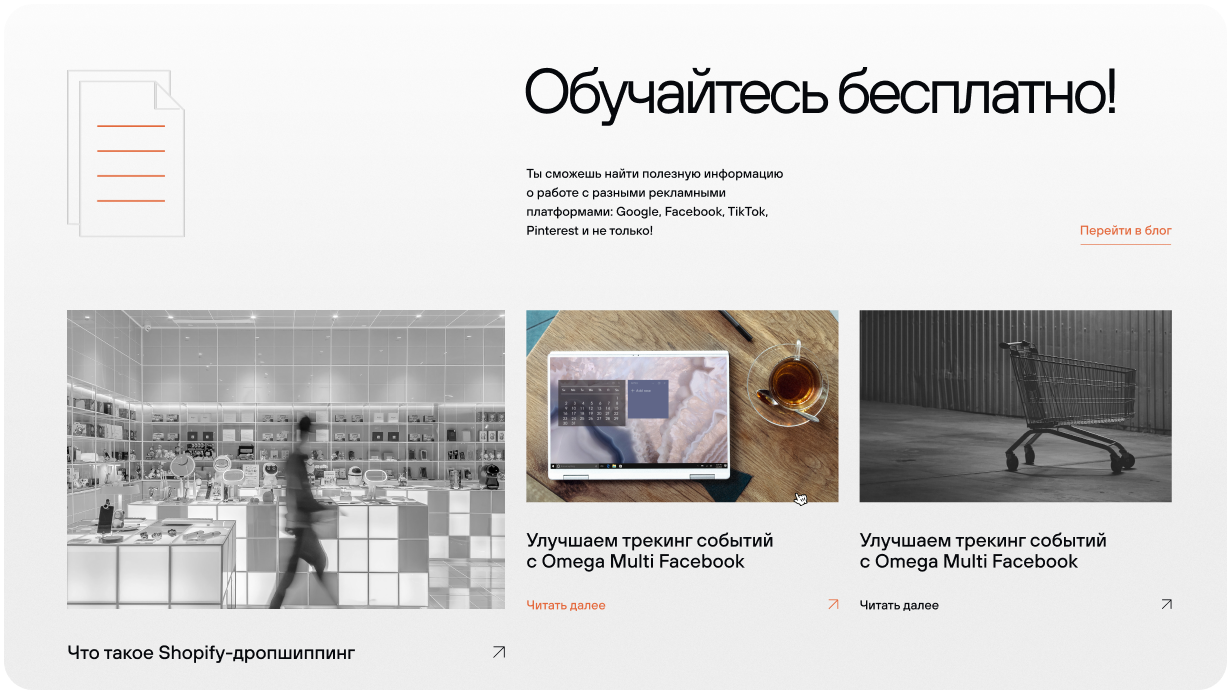 Обучайтесь бесплатно!
Ты сможешь найти полезную информацию
о работе с разными рекламными
платформами: Google, Facebook, TikTok,
Pinterest и не только!
Перейти в блог
Улучшаем трекинг событий
с Omega Multi Facebook
Читать далее
Улучшаем трекинг событий
с Omega Multi Facebook
Читать далее
Что такое Shopify-дропшиппинг